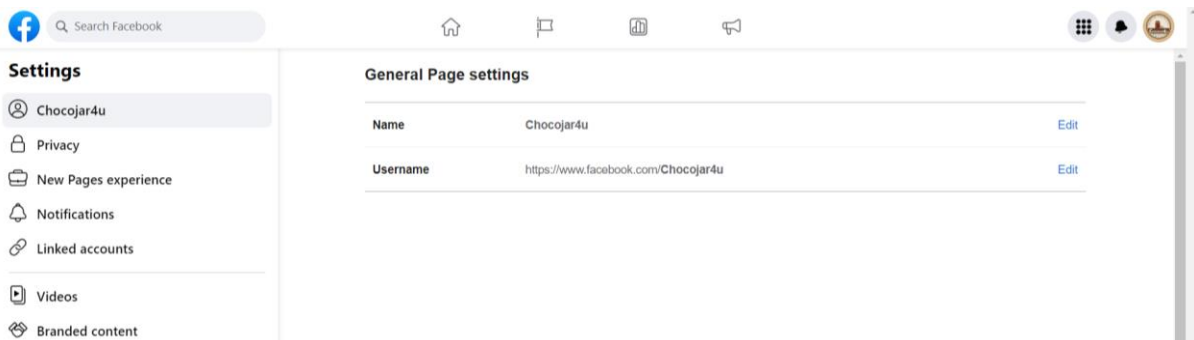 Search Facebook
Settings
Chocojar4u
Privacy
New Pages experience
Notifications
Linked accounts
Videos
Branded content
General Page settings
Name Chocojar4u Edit
Username https://www.facebook.com/Chocojar4u Edit